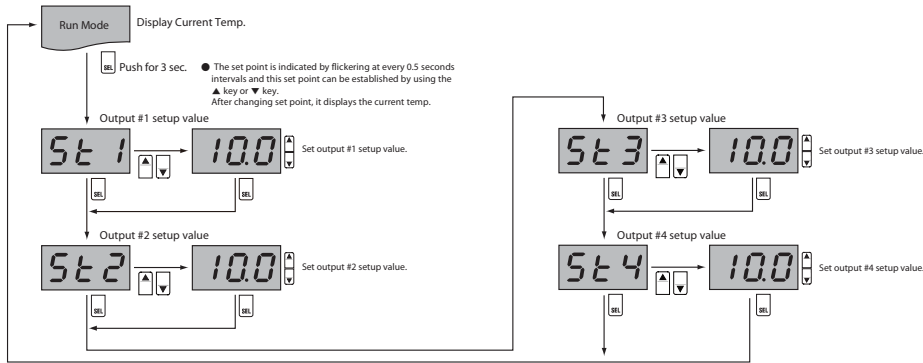 Run Mode
Display Current Temp.
SEL
Push for 3 sec.
● The set point is indicated by flickering at every 0.5 seconds
intervals and this set point can be established by using the
▲ key or ▼ key.
After changing set point, it displays the current temp.
Output #1 setup value
St 1
▲ ▼
10.0
▲
▼
Set output #1 setup value.
SEL
SEL
Output #2 setup value
St2
▲ ▼
10.0
▲
▼
Set output #2 setup value.
SEL
SEL
Output #3 setup value
St3
▲ ▼
10.0
▲
▼
Set output #3 setup value.
SEL
SEL
Output #4 setup value
St4
▲ ▼
10.0
▲
▼
Set output #4 setup value.
SEL
SEL